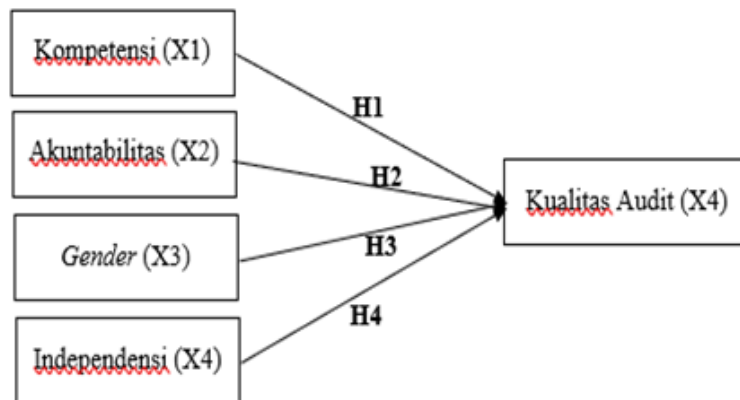 Kompetensi (X1)
H1
Akuntabilitas (X2)
H2
Kualitas Audit (X4)
Gender (X3)
H3
H4
Independensi (X4)